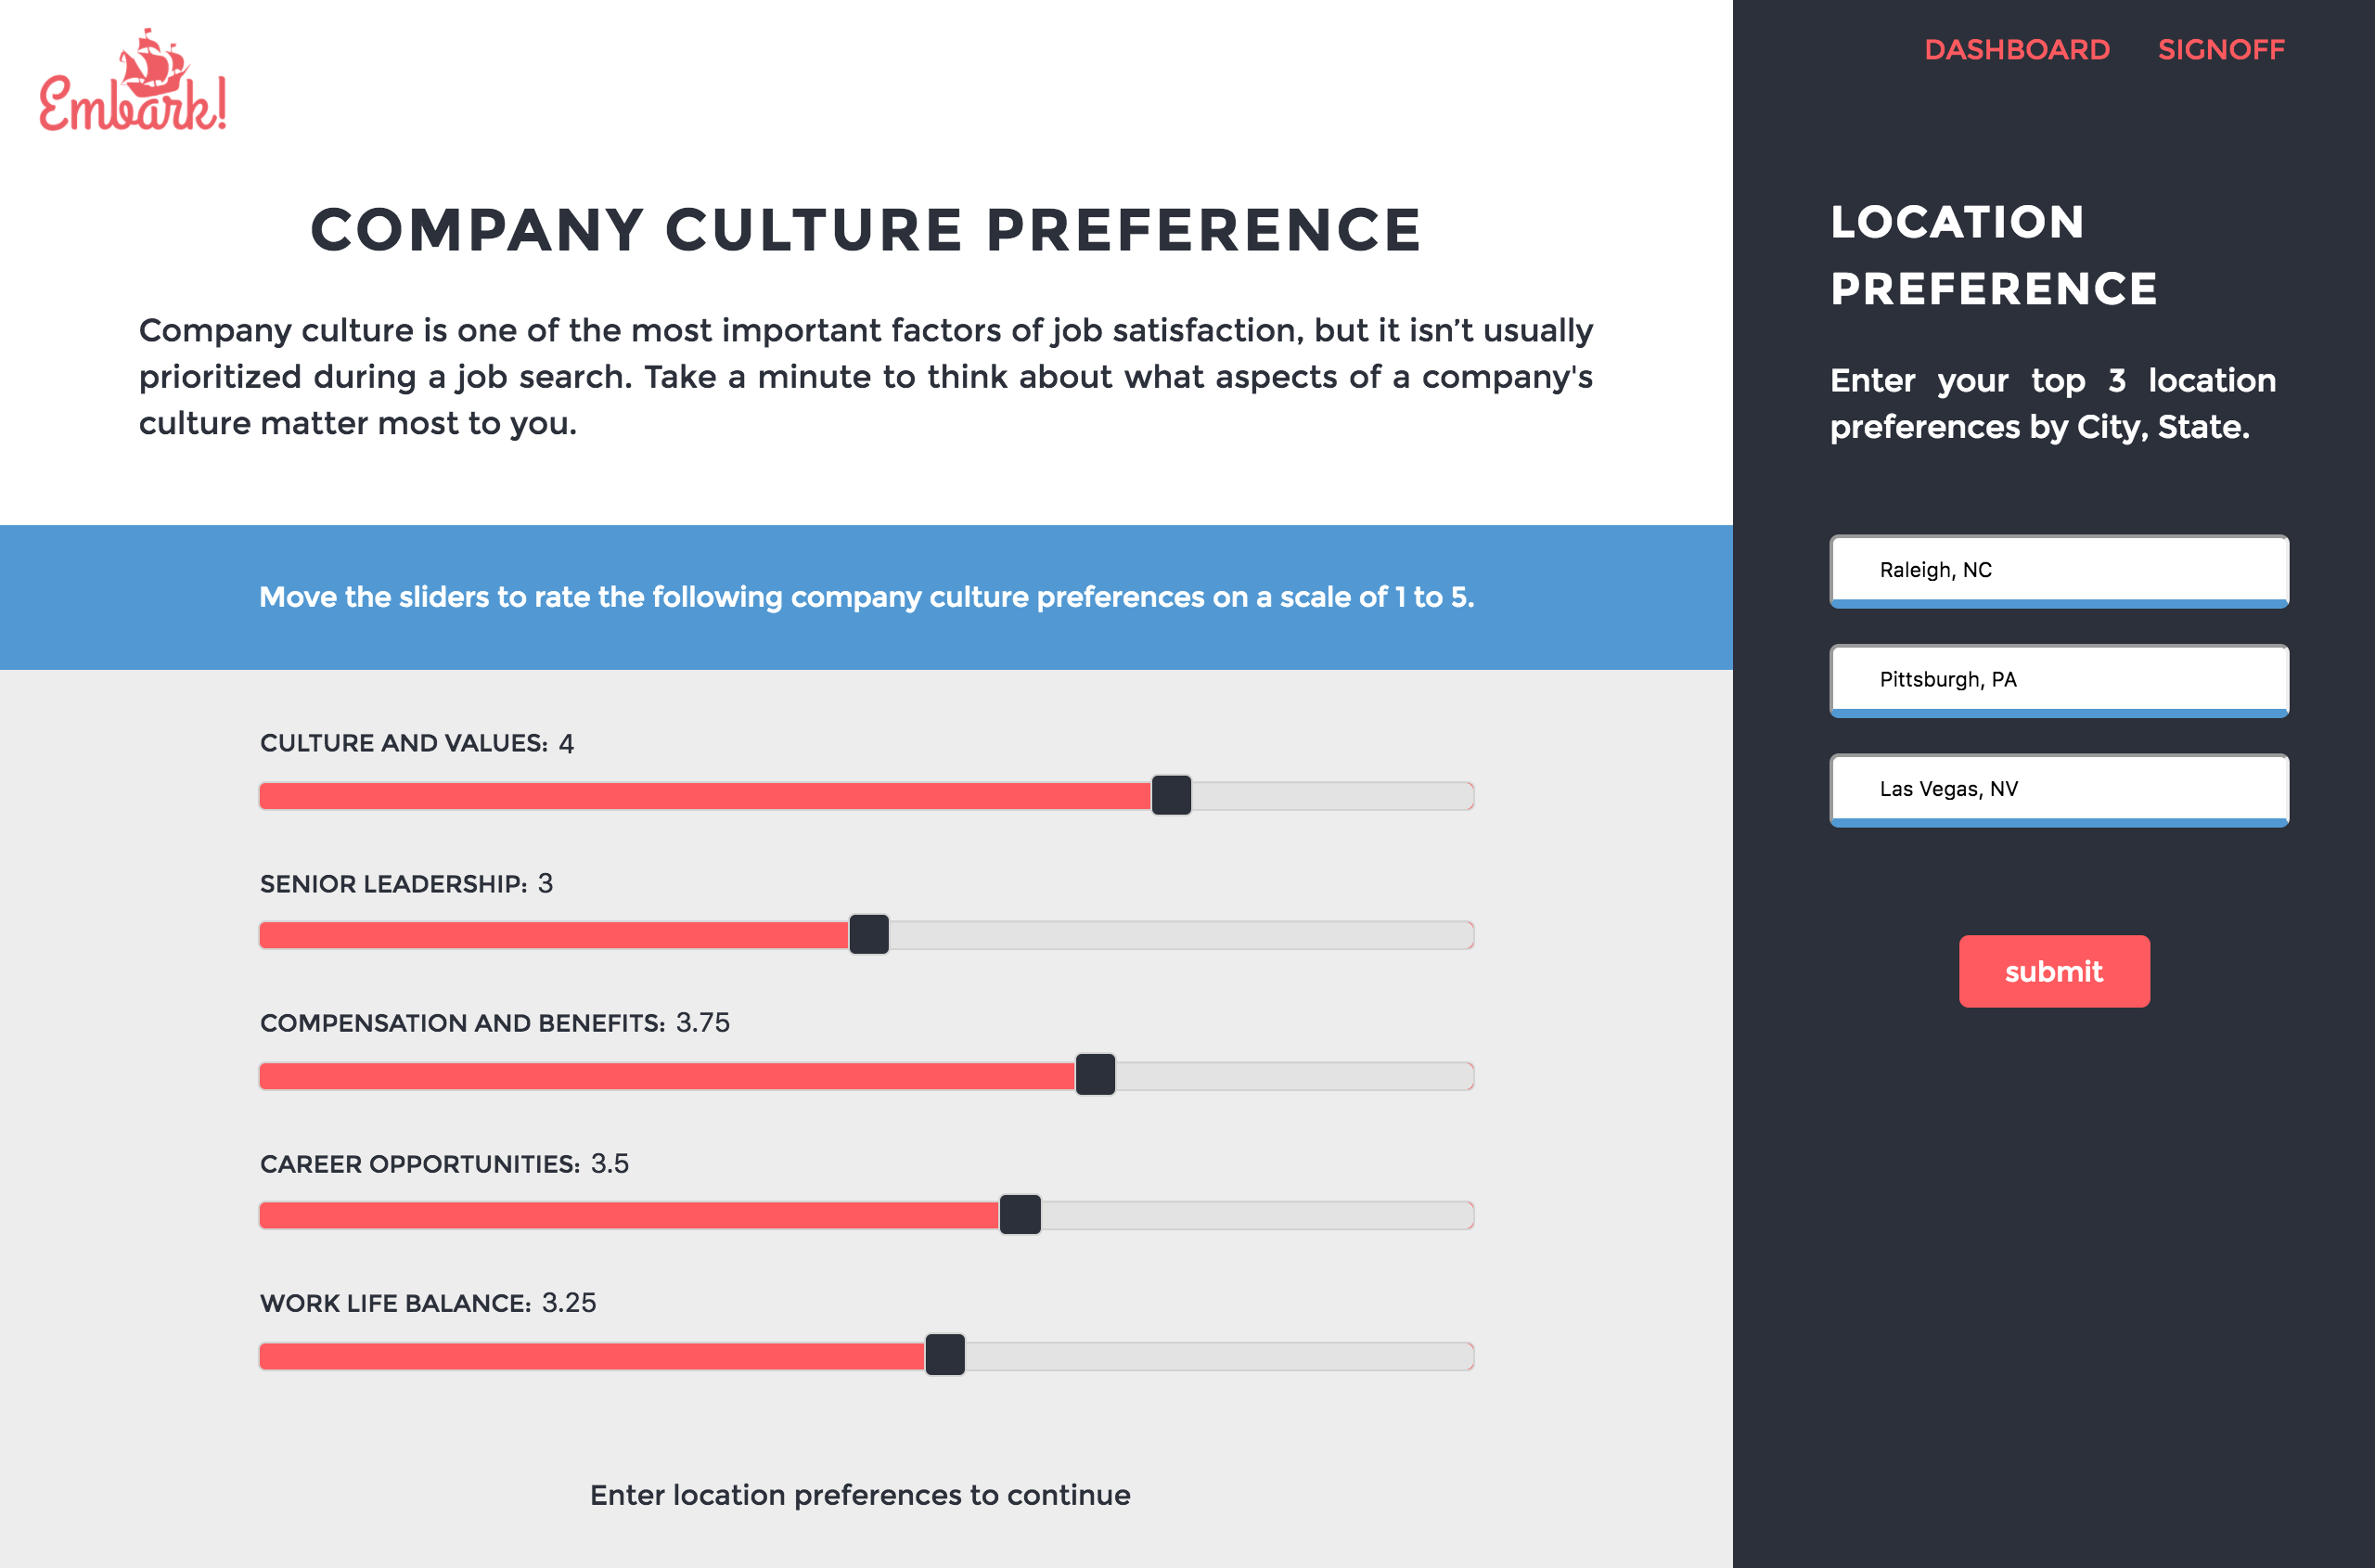 Embark!
DASHBOARD SIGNOFF
COMPANY CULTURE PREFERENCE
Company culture is one of the most important factors of job satisfaction, but it isn’t usually
prioritized during a job search. Take a minute to think about what aspects of a company's
culture matter most to you.
Move the sliders to rate the following company culture preferences on a scale of 1 to 5.
CULTURE AND VALUES: 4
SENIOR LEADERSHIP: 3
COMPENSATION AND BENEFITS: 3.75
CAREER OPPORTUNITIES: 3.5
WORK LIFE BALANCE: 3.25
Enter location preferences to continue
LOCATION
PREFERENCE
Enter your top 3 location
preferences by City, State.
Raleigh, NC
Pittsburgh, PA
Las Vegas, NV
submit